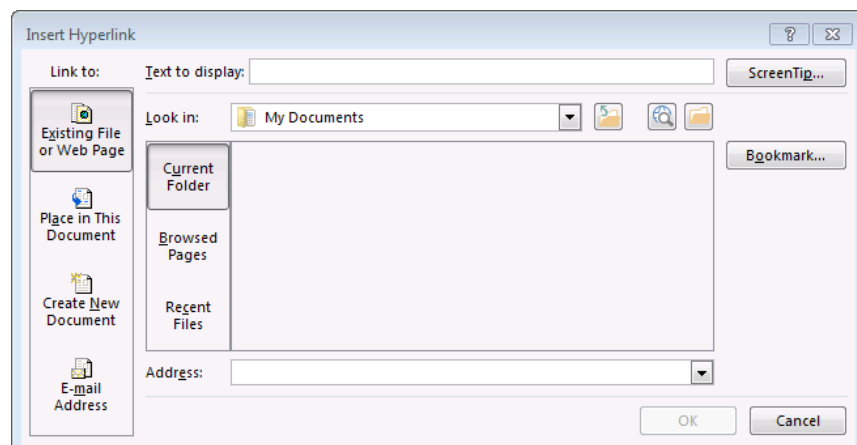 Insert Hyperlink
Link to:
Text to display:
ScreenTip...
Existing File
or Web Page
Look in:
My Documents
Bookmark...
Current
Folder
Place in This
Document
Browsed
Pages
Create New
Document
Recent
Files
Address:
E-mail
Address
OK
Cancel